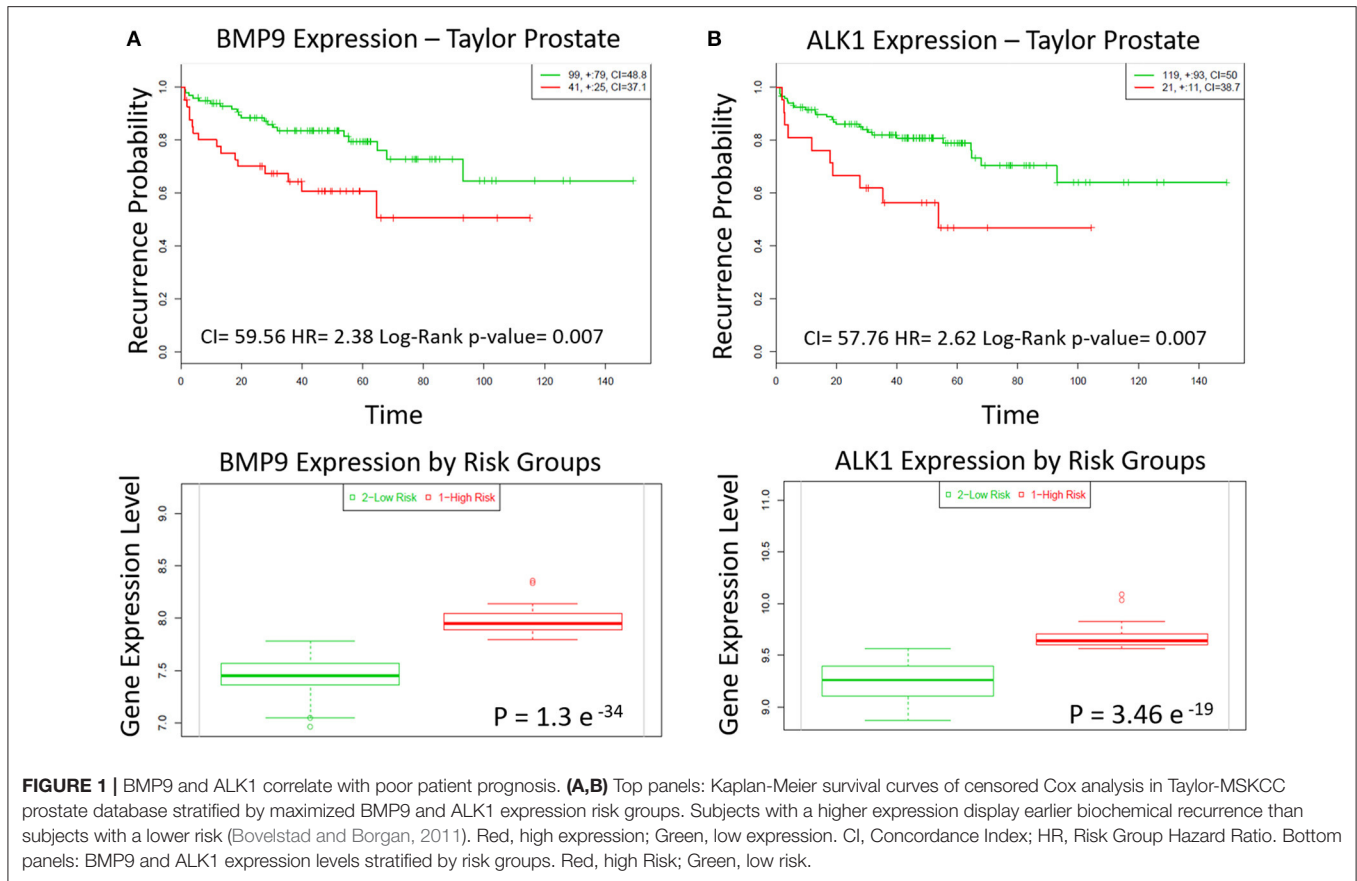 A
BMP9 Expression – Taylor Prostate
Recurrence Probability
1.0
0.8
0.6
0.4
0.2
0.0
99, +:79, CI=48.8
41, +:25, CI=37.1
CI= 59.56 HR= 2.38 Log-Rank p-value= 0.007
0 20 40 60 80 100 120 140
Time
B
ALK1 Expression – Taylor Prostate
Recurrence Probability
1.0
0.8
0.6
0.4
0.2
0.0
119, +:93, CI=50
21, +:11, CI=38.7
CI= 57.76 HR= 2.62 Log-Rank p-value= 0.007
0 20 40 60 80 100 120 140
Time
BMP9 Expression by Risk Groups
Gene Expression Level
9.0
8.5
8.0
7.5
7.0
2−Low Risk 1−High Risk
P = 1.3 e -34
ALK1 Expression by Risk Groups
Gene Expression Level
11.0
10.5
10.0
9.5
9.0
2−Low Risk 1−High Risk
P = 3.46 e -19
FIGURE 1 | BMP9 and ALK1 correlate with poor patient prognosis. (A,B) Top panels: Kaplan-Meier survival curves of censored Cox analysis in Taylor-MSKCC
prostate database stratified by maximized BMP9 and ALK1 expression risk groups. Subjects with a higher expression display earlier biochemical recurrence than
subjects with a lower risk (Bovelstad and Borgan, 2011). Red, high expression; Green, low expression. CI, Concordance Index; HR, Risk Group Hazard Ratio. Bottom
panels: BMP9 and ALK1 expression levels stratified by risk groups. Red, high Risk; Green, low risk.